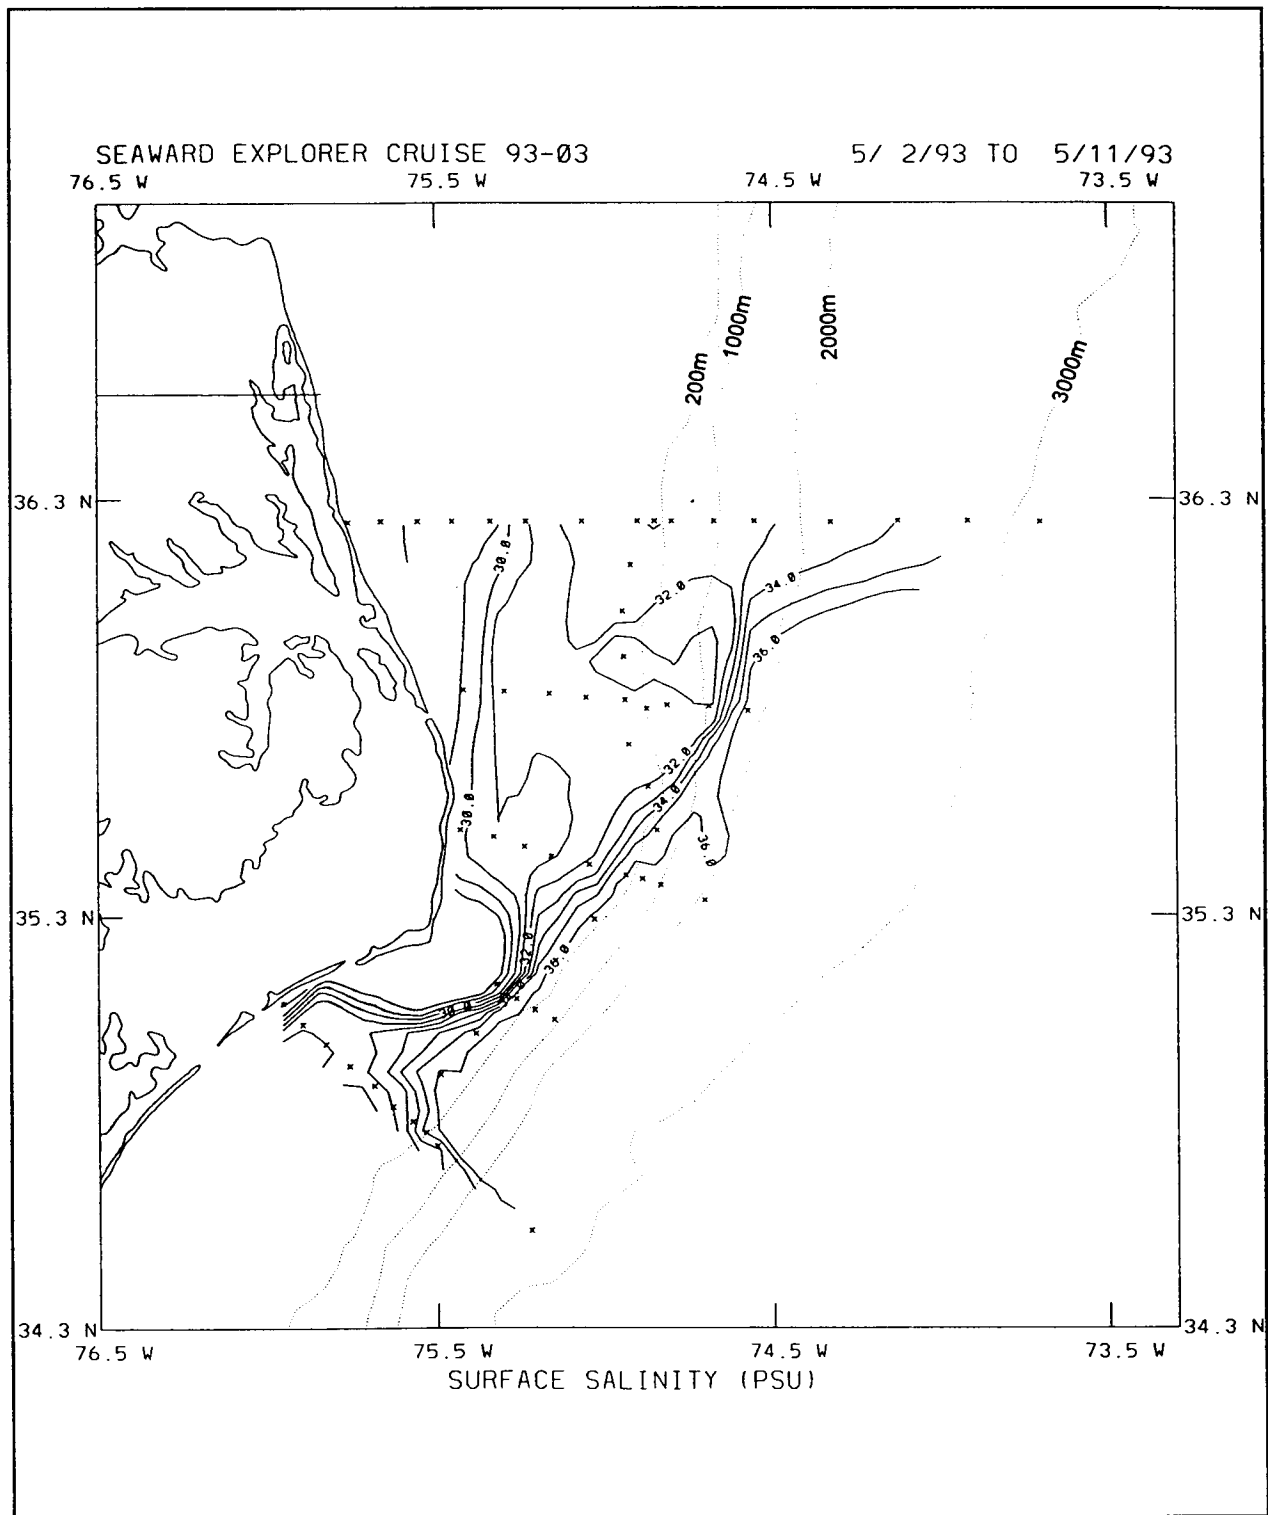 SEAWARD EXPLORER CRUISE 93-03 5/ 2/93 TO 5/11/93
76.5 W 75.5 W 74.5 W 73.5 W
1000m
2000m
200m
3000m
36.3 N 36.3 N
30.0
32.0
34.0
36.0
32.0
34.0
30.0
36.0
35.3 N 35.3 N
32.0
36.0
30.0
34.3 N 34.3 N
76.5 W 75.5 W 74.5 W 73.5 W
SURFACE SALINITY (PSU)